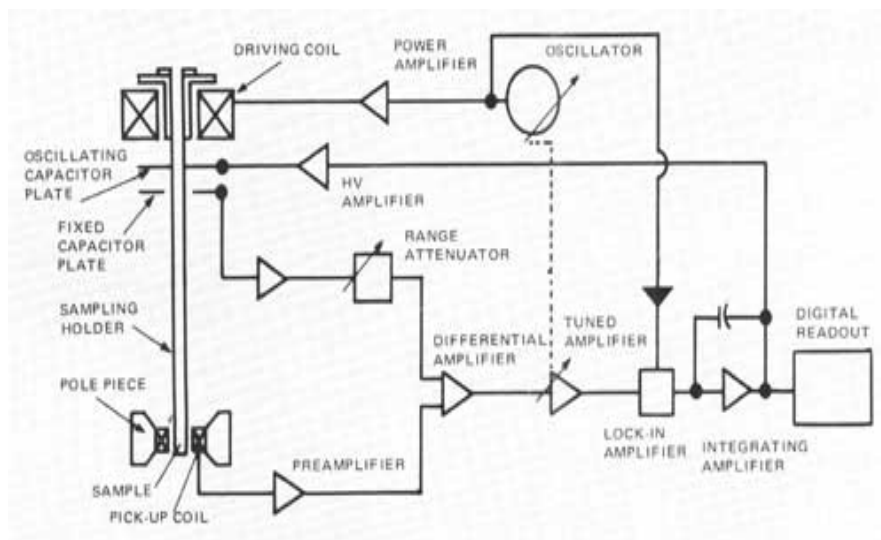 DRIVING COIL
POWER
AMPLIFIER
OSCILLATOR
OSCILLATING
CAPACITOR
PLATE
HV
AMPLIFIER
FIXED
CAPACITOR
PLATE
RANGE
ATTENUATOR
SAMPLING
HOLDER
DIFFERENTIAL
AMPLIFIER
TUNED
AMPLIFIER
DIGITAL
READOUT
POLE PIECE
LOCK-IN
AMPLIFIER
INTEGRATING
AMPLIFIER
PREAMPLIFIER
SAMPLE
PICK-UP COIL